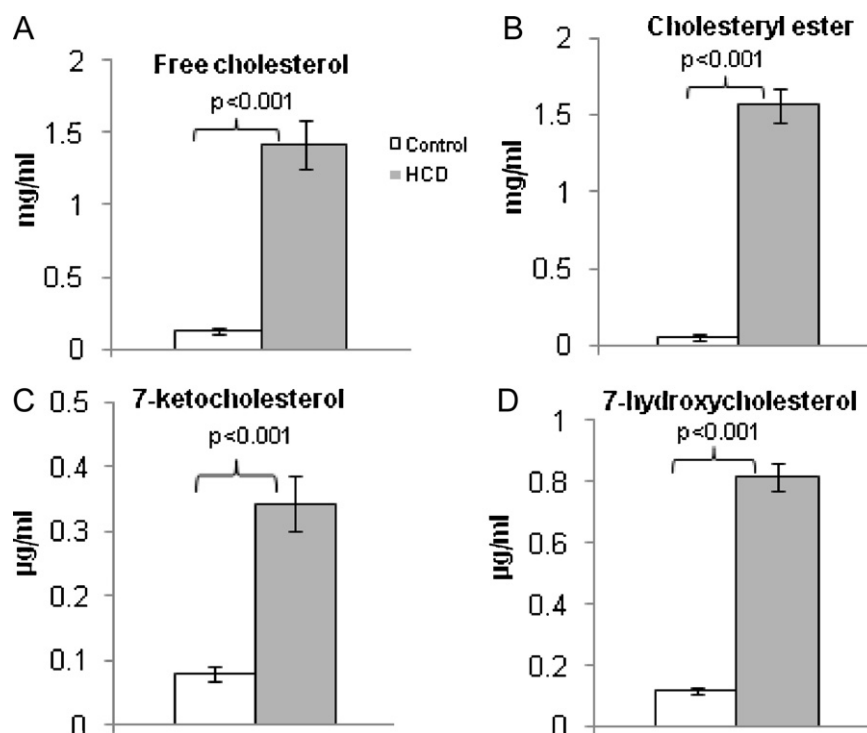 A
Free cholesterol
p<0.001
2
1.5
1
0.5
0
mg/ml
Control
HCD
B
Cholesteryl ester
p<0.001
2
1.5
1
0.5
0
mg/ml
C
7-ketocholesterol
p<0.001
0.5
0.4
0.3
0.2
0.1
0
µg/ml
D
7-hydroxycholesterol
p<0.001
1
0.8
0.6
0.4
0.2
0
µg/ml